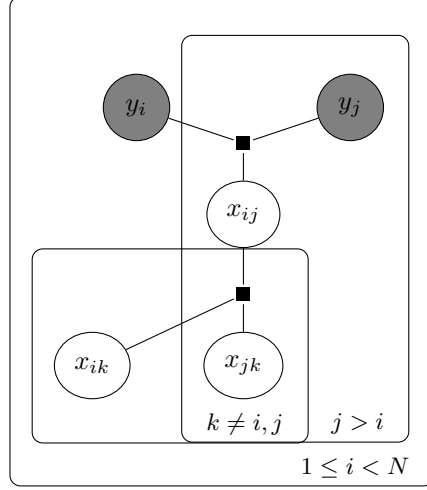 y_i y_j
x_{ij}
x_{ik} x_{jk}
k ≠ i, j j > i
1 ≤ i < N